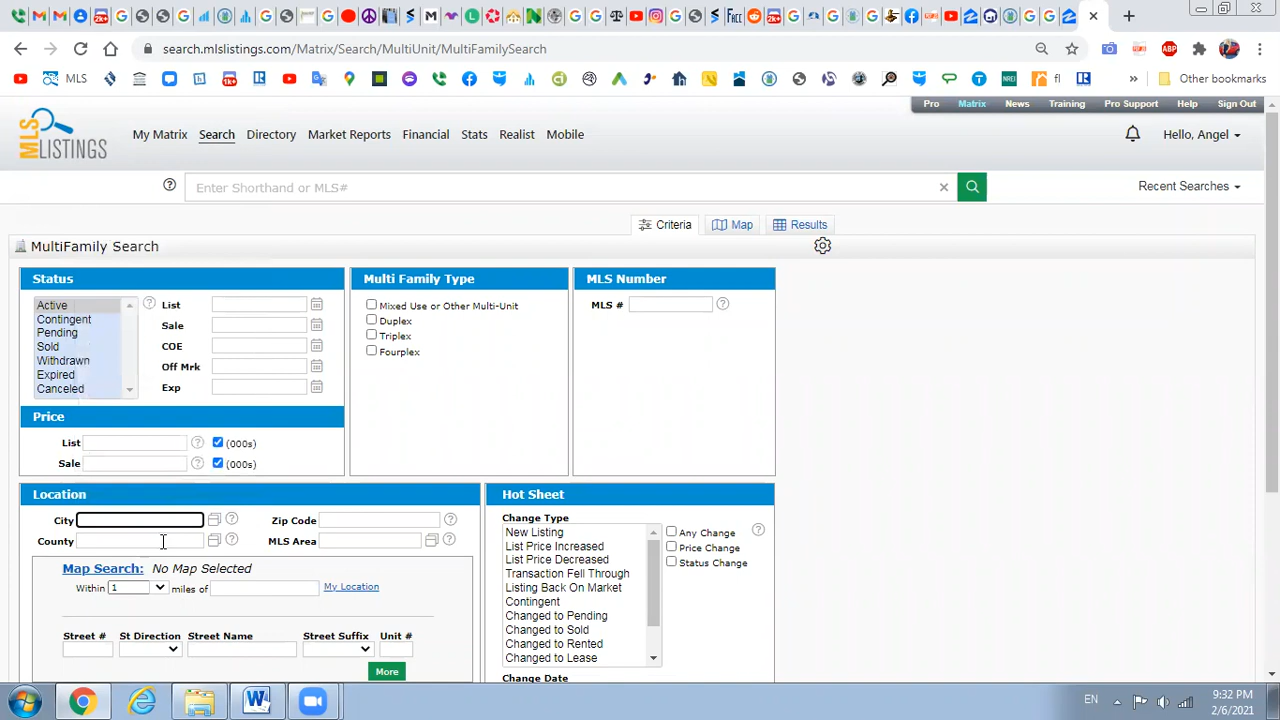 search.mlslistings.com/Matrix/Search/MultiUnit/MultiFamilySearch
MLS
fl
»
Other bookmarks
Pro Matrix News Training Pro Support Help Sign Out
MLS LISTINGS
My Matrix Search Directory Market Reports Financial Stats Realist Mobile
Hello, Angel
Enter Shorthand or MLS#
Recent Searches
Criteria Map Results
MultiFamily Search
Status
Active
Contingent
Pending
Sold
Withdrawn
Expired
Canceled
List
Sale
COE
Off Mrk
Exp
Multi Family Type
Mixed Use or Other Multi-Unit
Duplex
Triplex
Fourplex
MLS Number
MLS #
Price
List (000s)
Sale (000s)
Location
City Zip Code
County MLS Area
Map Search: No Map Selected
Within 1 miles of My Location
Street # St Direction Street Name Street Suffix Unit #
More
Hot Sheet
Change Type
New Listing
List Price Increased
List Price Decreased
Transaction Fell Through
Listing Back On Market
Contingent
Changed to Pending
Changed to Sold
Changed to Rented
Changed to Lease
Any Change
Price Change
Status Change
Change Date
EN
9:32 PM
2/6/2021